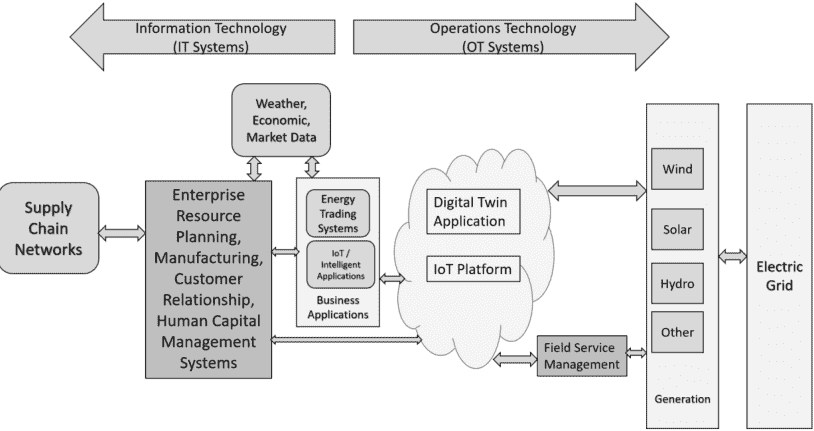 Information Technology
(IT Systems)
Operations Technology
(OT Systems)
Weather,
Economic,
Market Data
Supply
Chain
Networks
Enterprise
Resource
Planning,
Manufacturing,
Customer
Relationship,
Human Capital
Management
Systems
Energy
Trading
Systems
IoT /
Intelligent
Applications
Business
Applications
Digital Twin
Application
IoT Platform
Field Service
Management
Wind
Solar
Hydro
Other
Generation
Electric
Grid